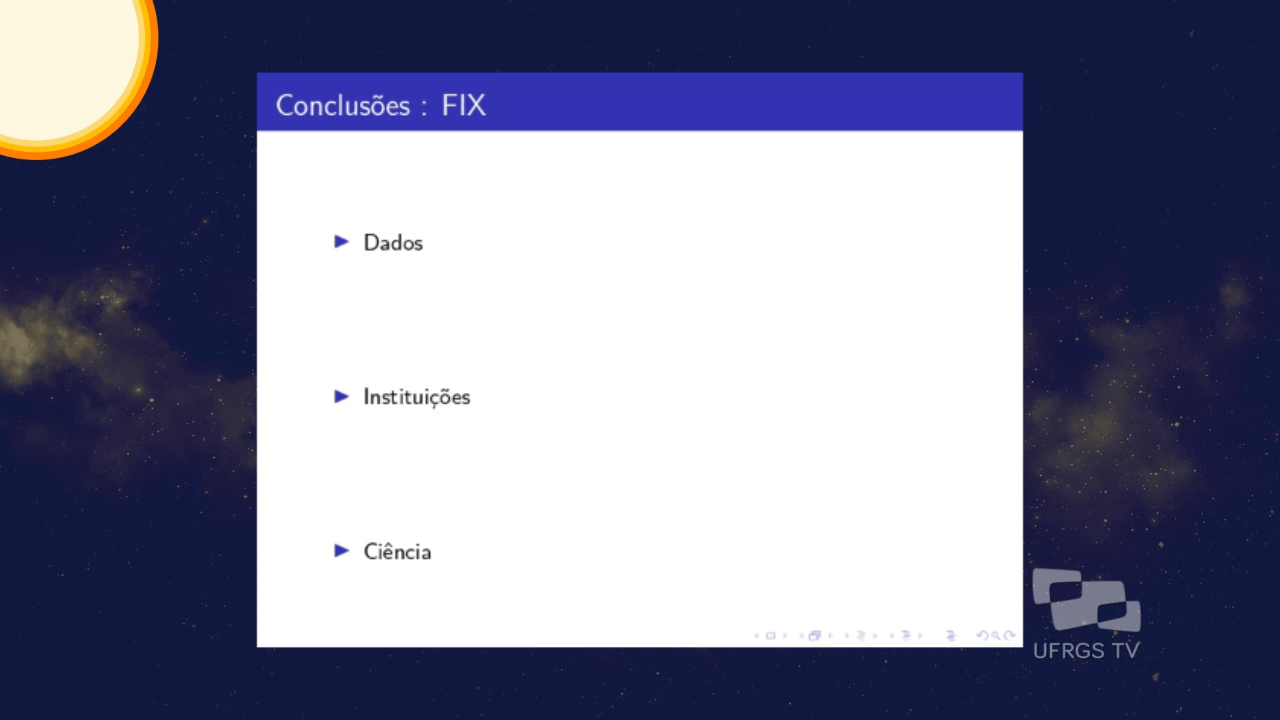 Conclusões : FIX
Dados
Instituições
Ciência
UFRGS TV